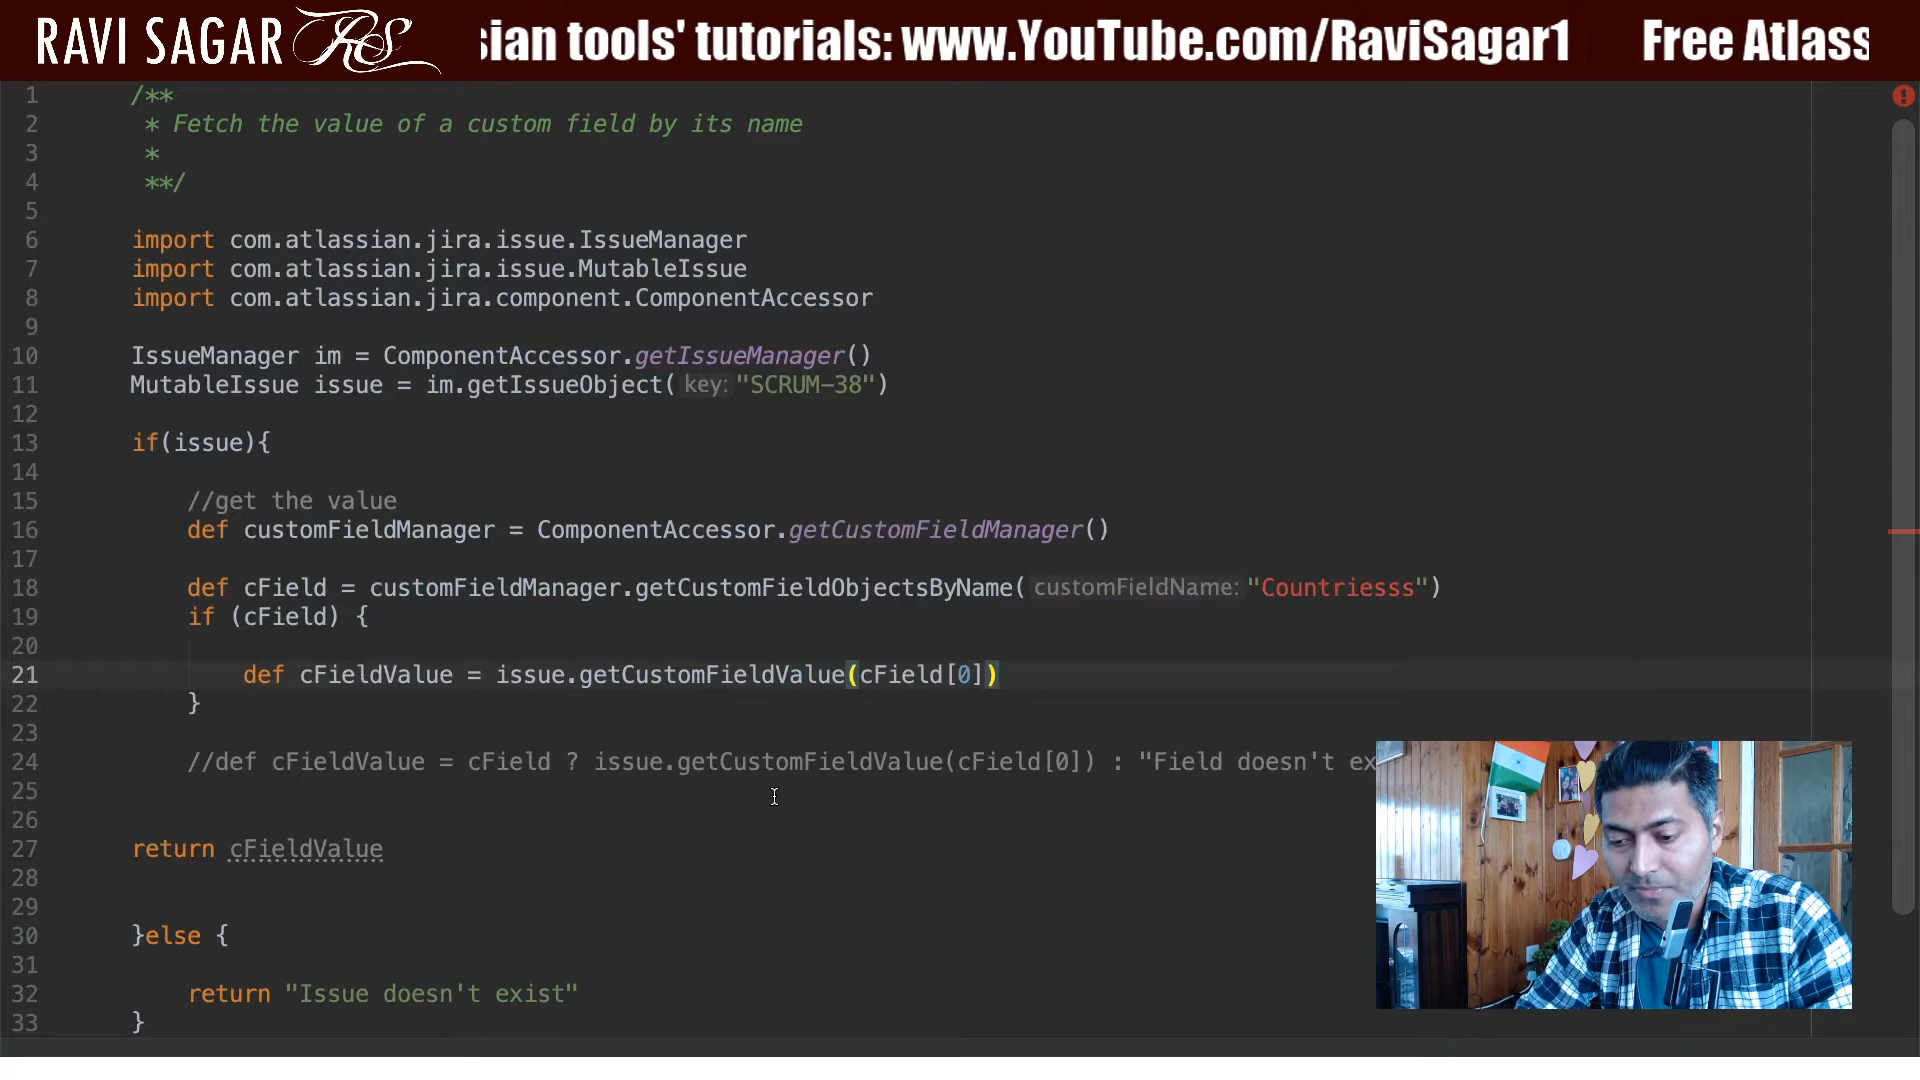 RAVI SAGAR RS
sian tools' tutorials: www.YouTube.com/RaviSagar1 Free Atlass
1 /**
2 * Fetch the value of a custom field by its name
3 *
4 **/
5
6 import com.atlassian.jira.issue.IssueManager
7 import com.atlassian.jira.issue.MutableIssue
8 import com.atlassian.jira.component.ComponentAccessor
9
10 IssueManager im = ComponentAccessor.getIssueManager()
11 MutableIssue issue = im.getIssueObject( key: "SCRUM-38")
12
13 if(issue){
14
15 //get the value
16 def customFieldManager = ComponentAccessor.getCustomFieldManager()
17
18 def cField = customFieldManager.getCustomFieldObjectsByName( customFieldName: "Countriesss")
19 if (cField) {
20
21 def cFieldValue = issue.getCustomFieldValue(cField[0])
22 }
23
24 //def cFieldValue = cField ? issue.getCustomFieldValue(cField[0]) : "Field doesn't ex
25
26
27 return cFieldValue
28
29
30 }else {
31
32 return "Issue doesn't exist"
33 }